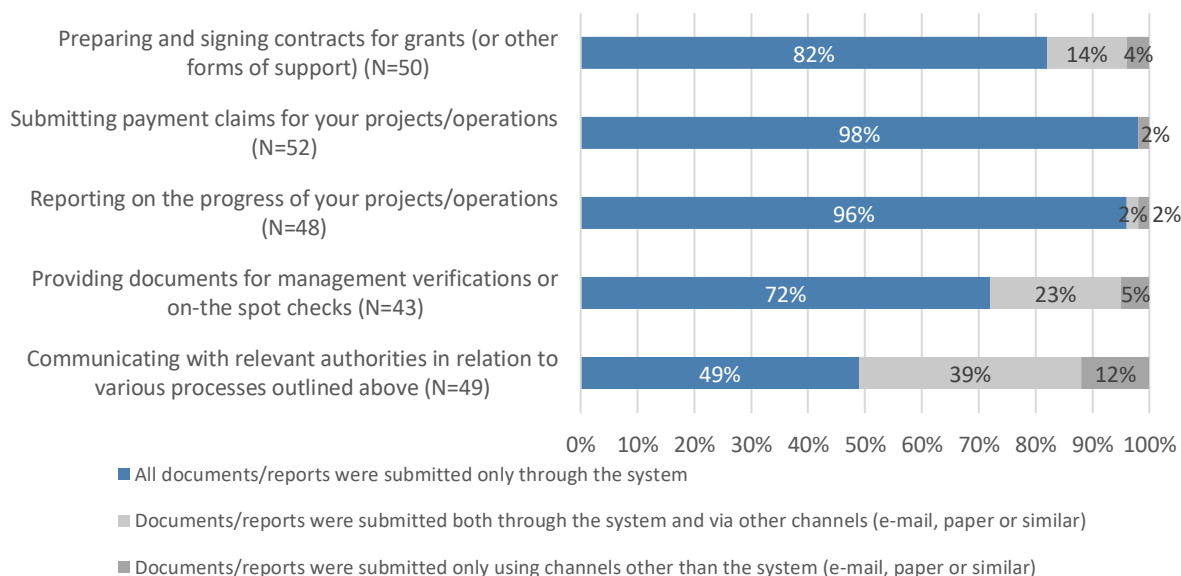 Preparing and signing contracts for grants (or other
forms of support) (N=50)
82% 14% 4%
Submitting payment claims for your projects/operations
(N=52)
98% 2%
Reporting on the progress of your projects/operations
(N=48)
96% 2% 2%
Providing documents for management verifications or
on-the spot checks (N=43)
72% 23% 5%
Communicating with relevant authorities in relation to
various processes outlined above (N=49)
49% 39% 12%
0% 10% 20% 30% 40% 50% 60% 70% 80% 90% 100%
All documents/reports were submitted only through the system
Documents/reports were submitted both through the system and via other channels (e-mail, paper or similar)
Documents/reports were submitted only using channels other than the system (e-mail, paper or similar)